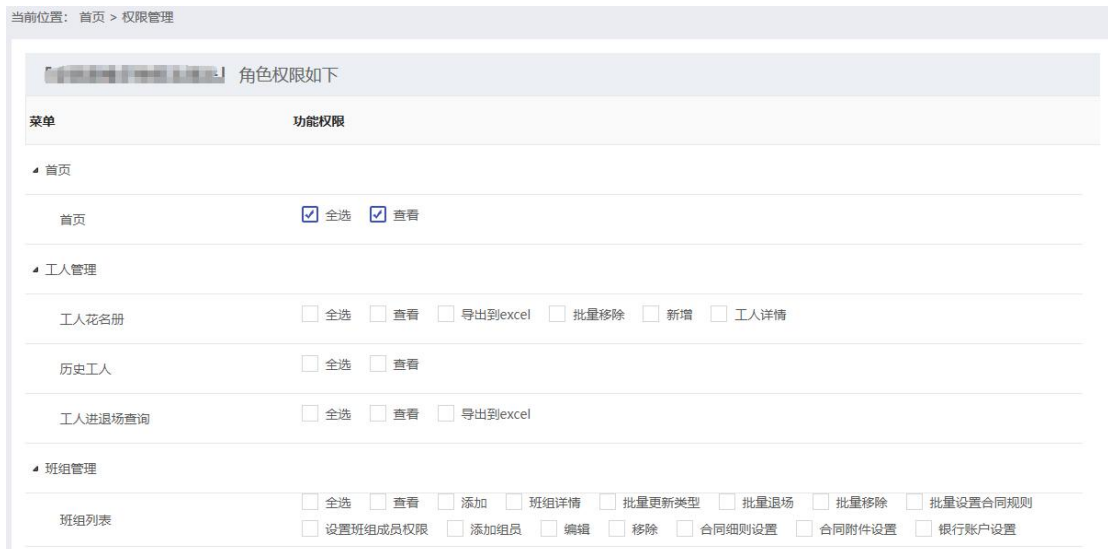 当前位置： 首页 > 权限管理
角色权限如下
菜单 功能权限
首页
首页 全选 查看
工人管理
工人花名册 全选 查看 导出到excel 批量移除 新增 工人详情
历史工人 全选 查看
工人进退场查询 全选 查看 导出到excel
班组管理
班组列表 全选 查看 添加 班组详情 批量更新类型 批量退场 批量移除 批量设置合同规则
设置班组成员权限 添加组员 编辑 移除 合同细则设置 合同附件设置 银行账户设置